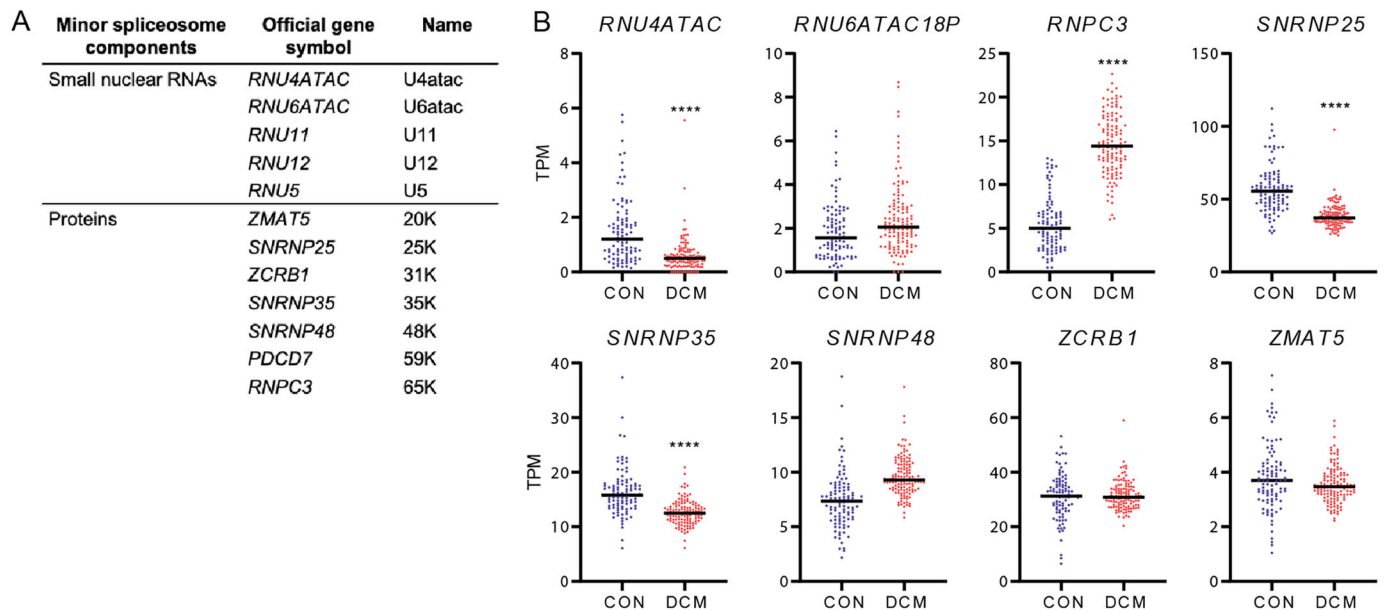 A
Minor spliceosome components Official gene symbol Name
Small nuclear RNAs RNU4ATAC U4atac
RNU6ATAC U6atac
RNU11 U11
RNU12 U12
RNU5 U5
Proteins ZMAT5 20K
SNRNP25 25K
ZCRB1 31K
SNRNP35 35K
SNRNP48 48K
PDCD7 59K
RNPC3 65K
B
RNU4ATAC
TPM
8
6
4
2
0
****
CON DCM
RNU6ATAC18P
10
8
6
4
2
0
CON DCM
RNPC3
25
20
15
10
5
0
****
CON DCM
SNRNP25
150
100
50
0
****
CON DCM
SNRNP35
TPM
40
30
20
10
0
****
CON DCM
SNRNP48
20
15
10
5
0
CON DCM
ZCRB1
80
60
40
20
0
CON DCM
ZMAT5
8
6
4
2
0
CON DCM